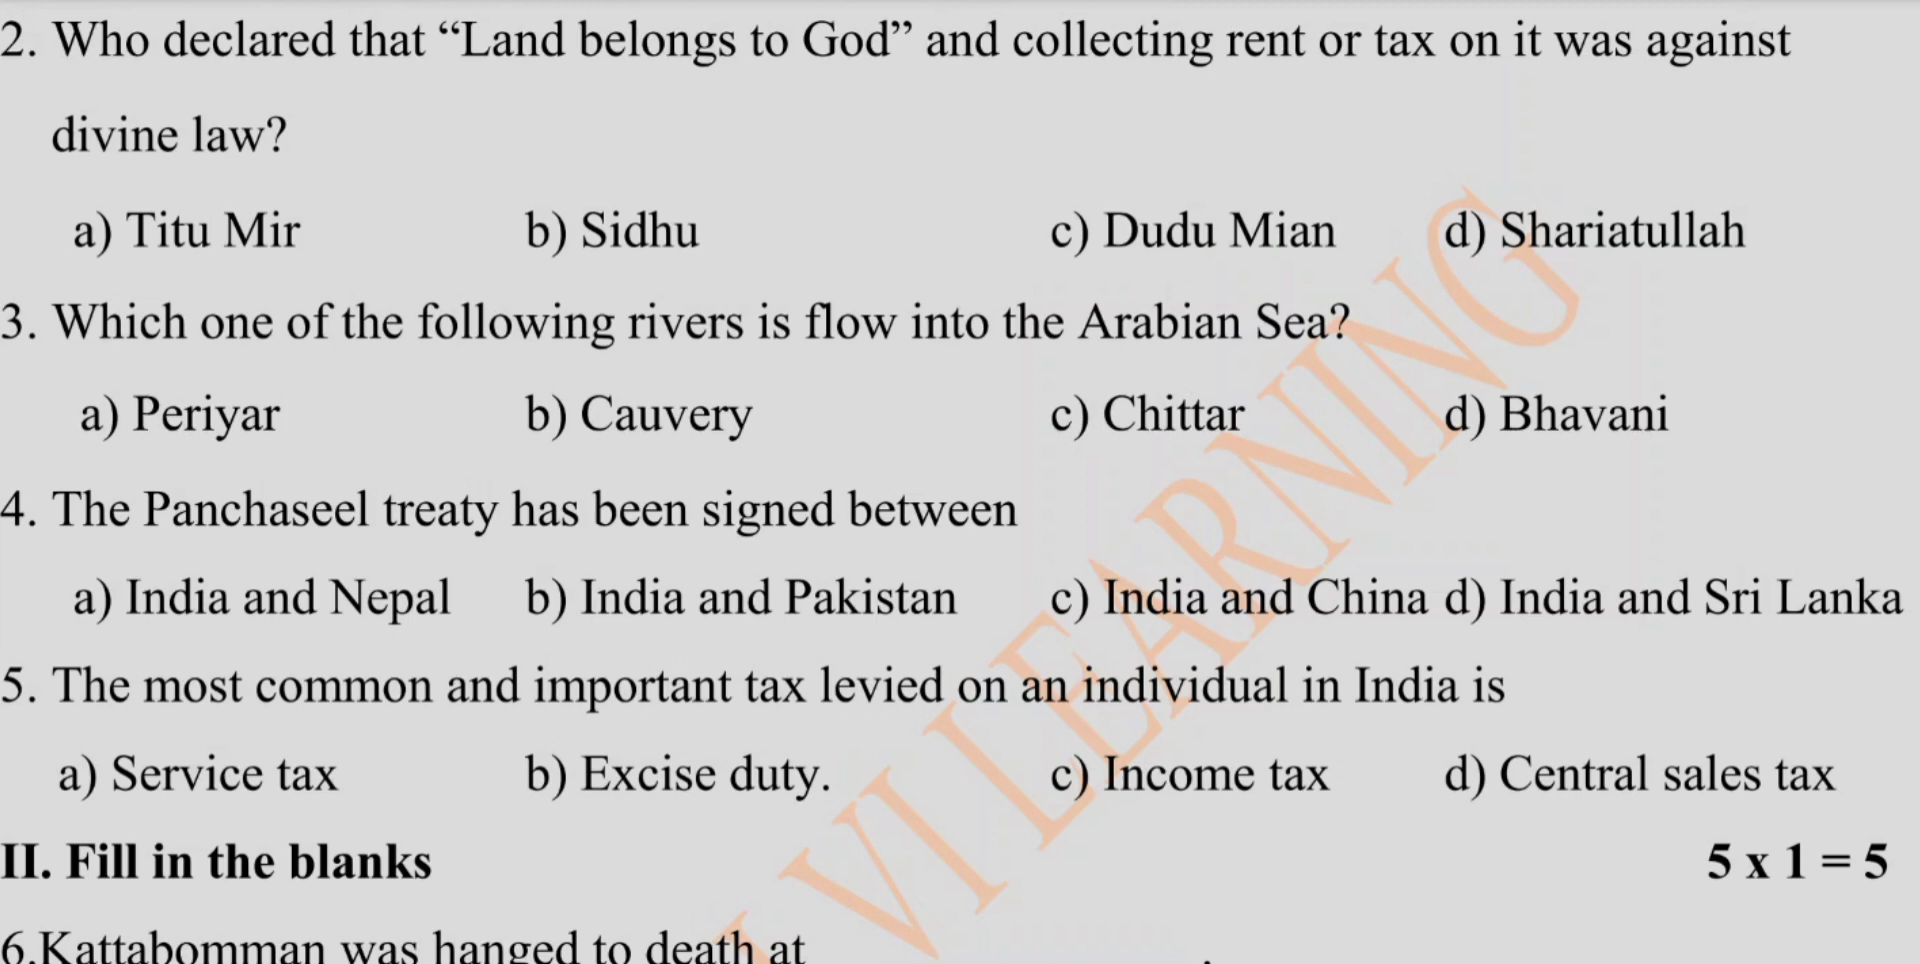 2. Who declared that “Land belongs to God” and collecting rent or tax on it was against
divine law?
a) Titu Mir b) Sidhu c) Dudu Mian d) Shariatullah
3. Which one of the following rivers is flow into the Arabian Sea?
a) Periyar b) Cauvery c) Chittar d) Bhavani
4. The Panchaseel treaty has been signed between
a) India and Nepal b) India and Pakistan c) India and China d) India and Sri Lanka
5. The most common and important tax levied on an individual in India is
a) Service tax b) Excise duty. c) Income tax d) Central sales tax
II. Fill in the blanks 5 x 1 = 5
6.Kattabomman was hanged to death at .
VI LEARNING